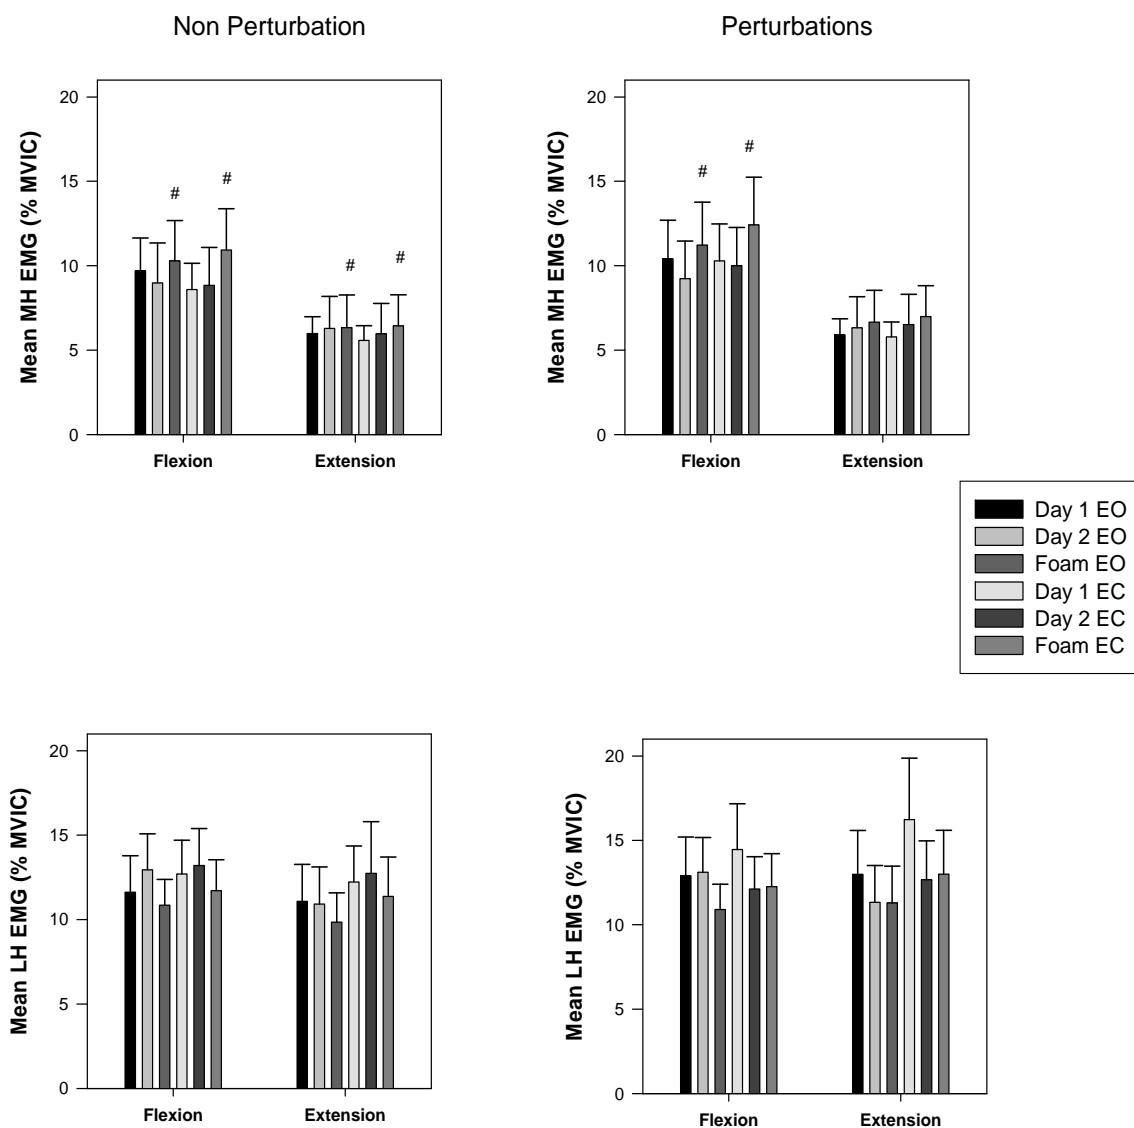 Non Perturbation
Perturbations
Mean MH EMG (% MVIC)
20
15
10
5
0
# # # #
Flexion Extension
Mean MH EMG (% MVIC)
20
15
10
5
0
# #
Flexion Extension
Day 1 EO
Day 2 EO
Foam EO
Day 1 EC
Day 2 EC
Foam EC
Mean LH EMG (% MVIC)
20
15
10
5
0
Flexion Extension
Mean LH EMG (% MVIC)
20
15
10
5
0
Flexion Extension